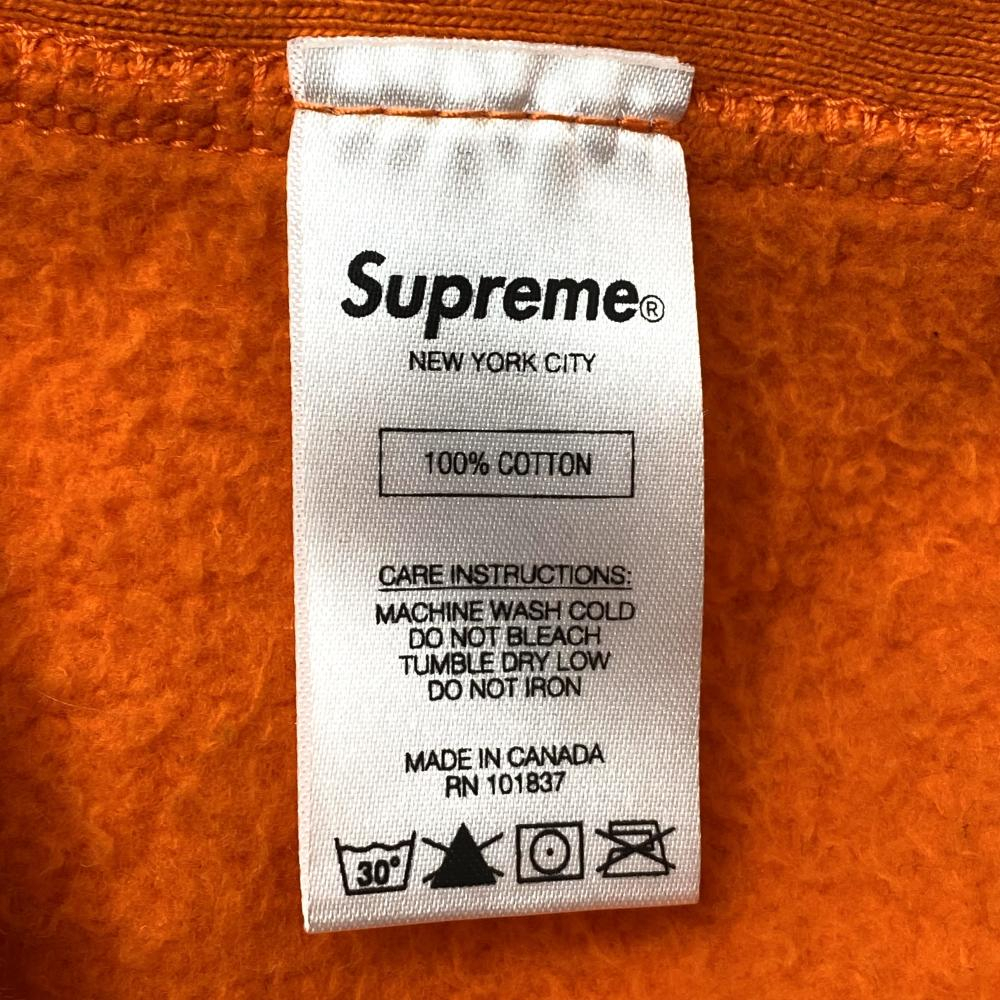 Supreme®
NEW YORK CITY
100% COTTON
CARE INSTRUCTIONS:
MACHINE WASH COLD
DO NOT BLEACH
TUMBLE DRY LOW
DO NOT IRON
MADE IN CANADA
RN 101837
30°